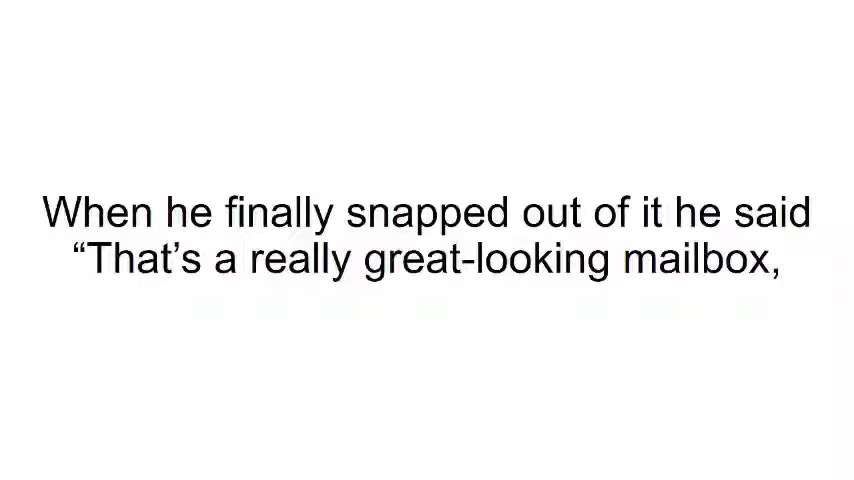 When he finally snapped out of it he said
“That’s a really great-looking mailbox,